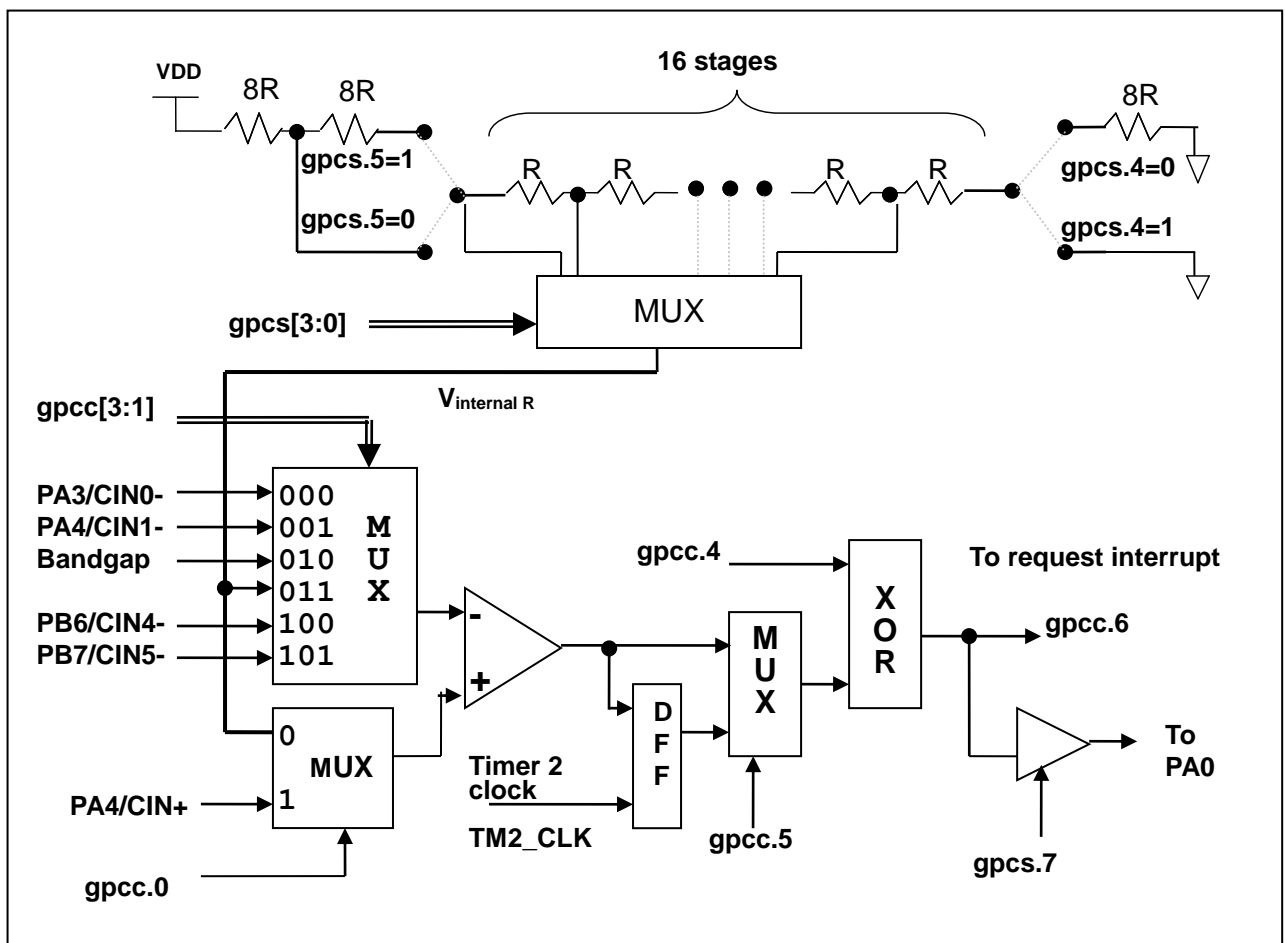 16 stages
VDD
8R
8R
8R
gpcs.5=1
R
R
R
R
gpcs.4=0
gpcs.5=0
gpcs.4=1
MUX
gpcs[3:0]
Vinternal R
gpcc[3:1]
PA3/CIN0-
000
PA4/CIN1-
001
M
Bandgap
010
U
011
X
PB6/CIN4-
100
PB7/CIN5-
101
-
+
gpcc.4
XOR
To request interrupt
gpcc.6
MUX
DFF
0
MUX
1
PA4/CIN+
Timer 2
clock
TM2_CLK
gpcc.5
To
PA0
gpcs.7
gpcc.0